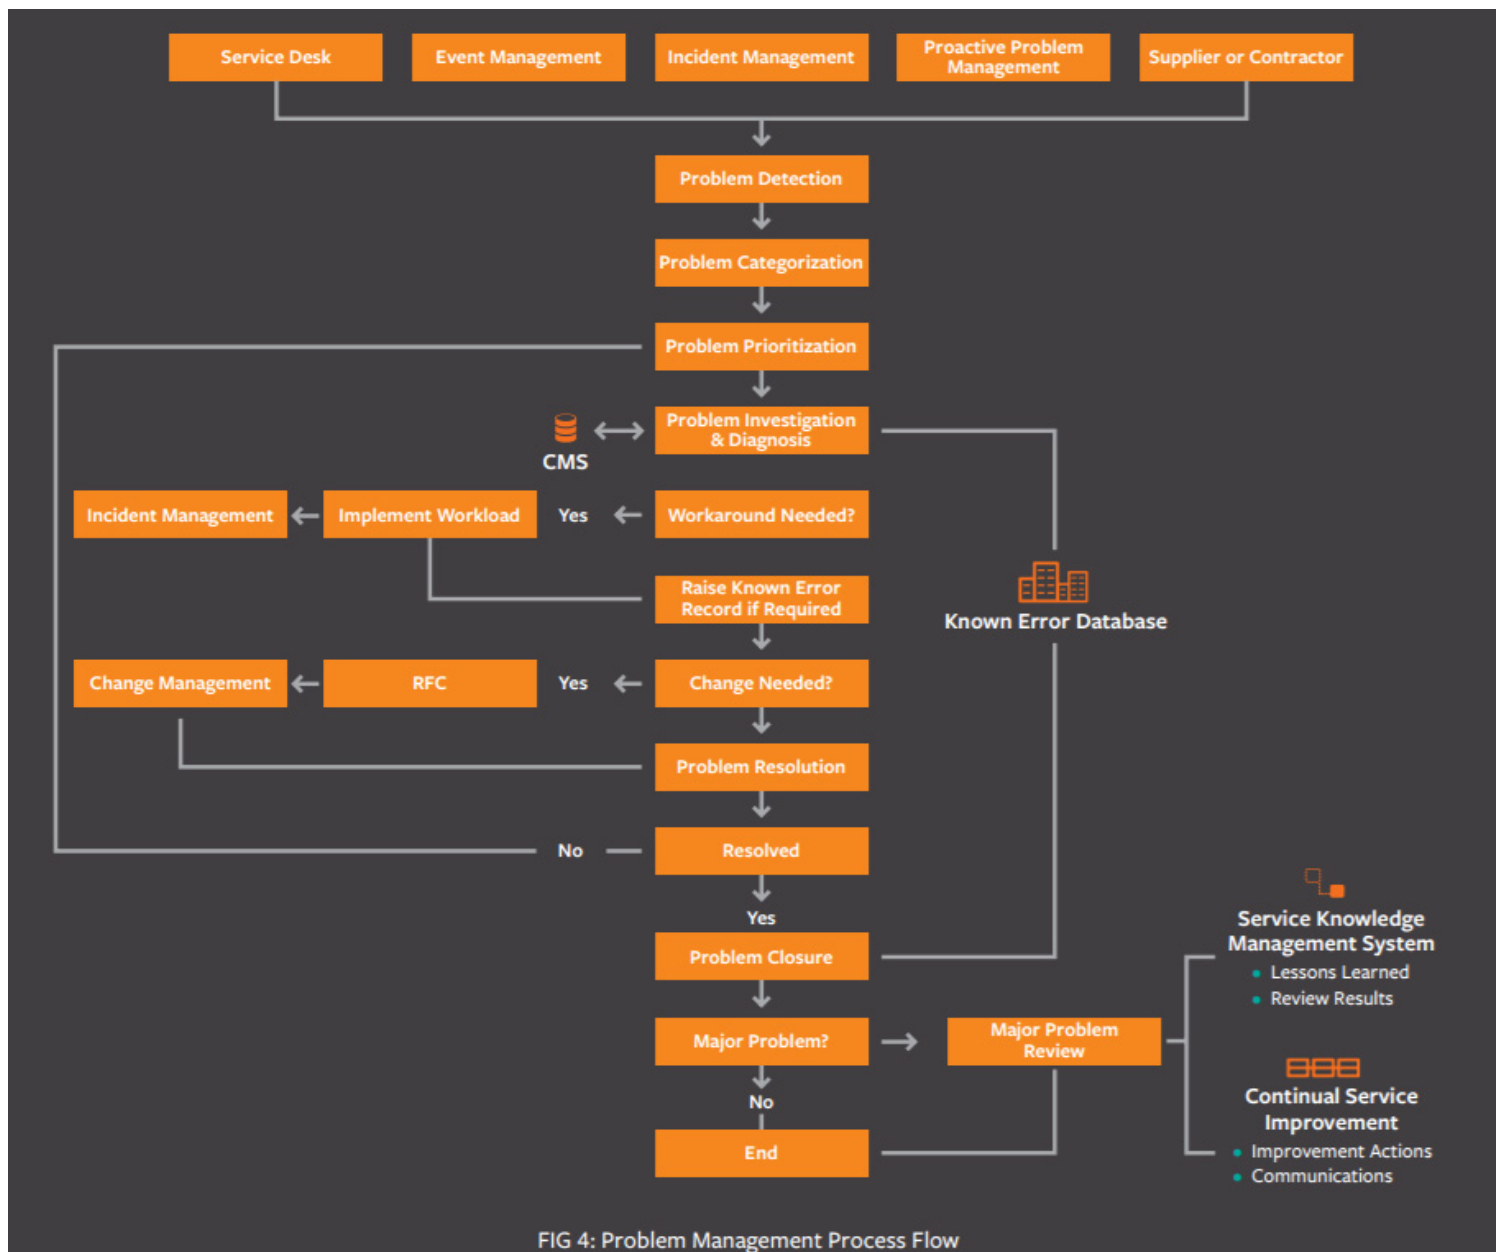 Service Desk
Event Management
Incident Management
Proactive Problem
Management
Supplier or Contractor
Problem Detection
Problem Categorization
Problem Prioritization
Problem Investigation
& Diagnosis
CMS
Incident Management
Implement Workload
Yes
Workaround Needed?
Raise Known Error
Record if Required
Known Error Database
Change Management
RFC
Yes
Change Needed?
Problem Resolution
No
Resolved
Yes
Problem Closure
Service Knowledge
Management System
• Lessons Learned
• Review Results
Major Problem?
Major Problem
Review
No
Continual Service
Improvement
End
• Improvement Actions
• Communications
FIG 4: Problem Management Process Flow